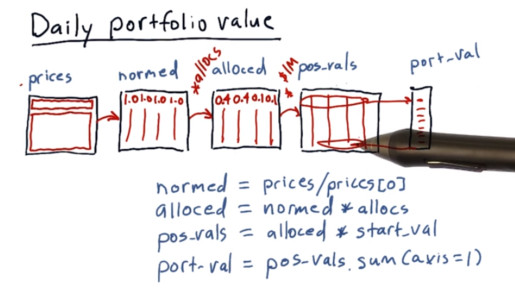 Daily portfolio value
prices normed *allocs alloced * $1M pos_vals port_val
1.0 1.0 1.0 1.0 0.4 0.4 0.1 0.1
normed = prices/prices[0]
alloced = normed * allocs
pos_vals = alloced * start_val
port_val = pos_vals.sum(axis=1)